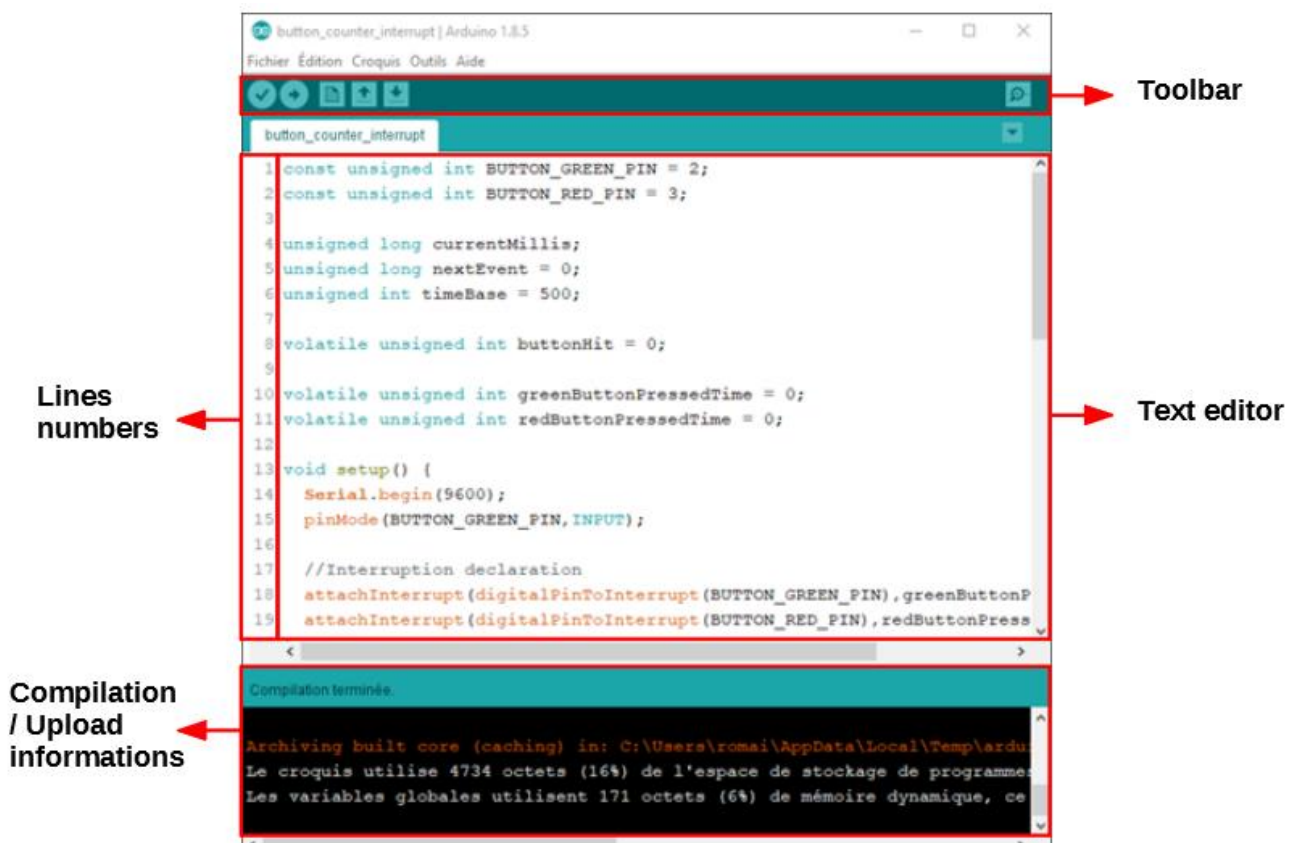 button_counter_interrupt | Arduino 1.8.5
Fichier Édition Croquis Outils Aide
Toolbar
button_counter_interrupt
1 const unsigned int BUTTON_GREEN_PIN = 2;
2 const unsigned int BUTTON_RED_PIN = 3;
3
4 unsigned long currentMillis;
5 unsigned long nextEvent = 0;
6 unsigned int timeBase = 500;
7
8 volatile unsigned int buttonHit = 0;
9
10 volatile unsigned int greenButtonPressedTime = 0;
11 volatile unsigned int redButtonPressedTime = 0;
12
13 void setup() {
14 Serial.begin(9600);
15 pinMode(BUTTON_GREEN_PIN,INPUT);
16
17 //Interruption declaration
18 attachInterrupt(digitalPinToInterrupt(BUTTON_GREEN_PIN),greenButtonP
19 attachInterrupt(digitalPinToInterrupt(BUTTON_RED_PIN),redButtonPress
Lines
numbers
Text editor
Compilation
/ Upload
informations
Compilation terminée.
Archiving built core (caching) in: C:\Users\romai\AppData\Local\Temp\ardu
Le croquis utilise 4734 octets (16%) de l'espace de stockage de programmes
Les variables globales utilisent 171 octets (6%) de mémoire dynamique, ce